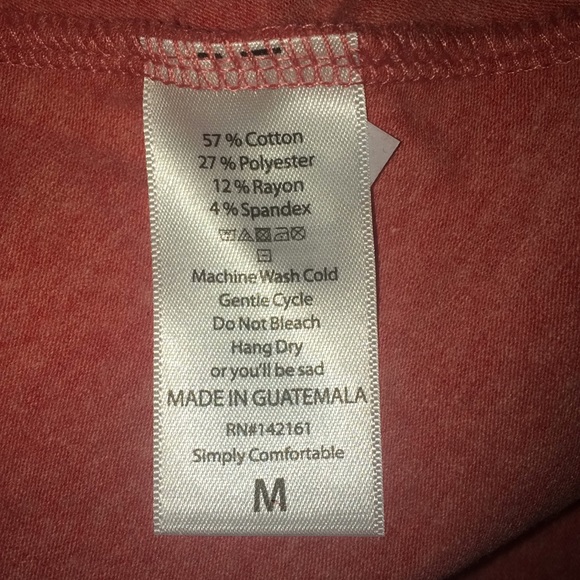 57 % Cotton
27 % Polyester
12 % Rayon
4 % Spandex
Machine Wash Cold
Gentle Cycle
Do Not Bleach
Hang Dry
or you'll be sad
MADE IN GUATEMALA
RN#142161
Simply Comfortable
M